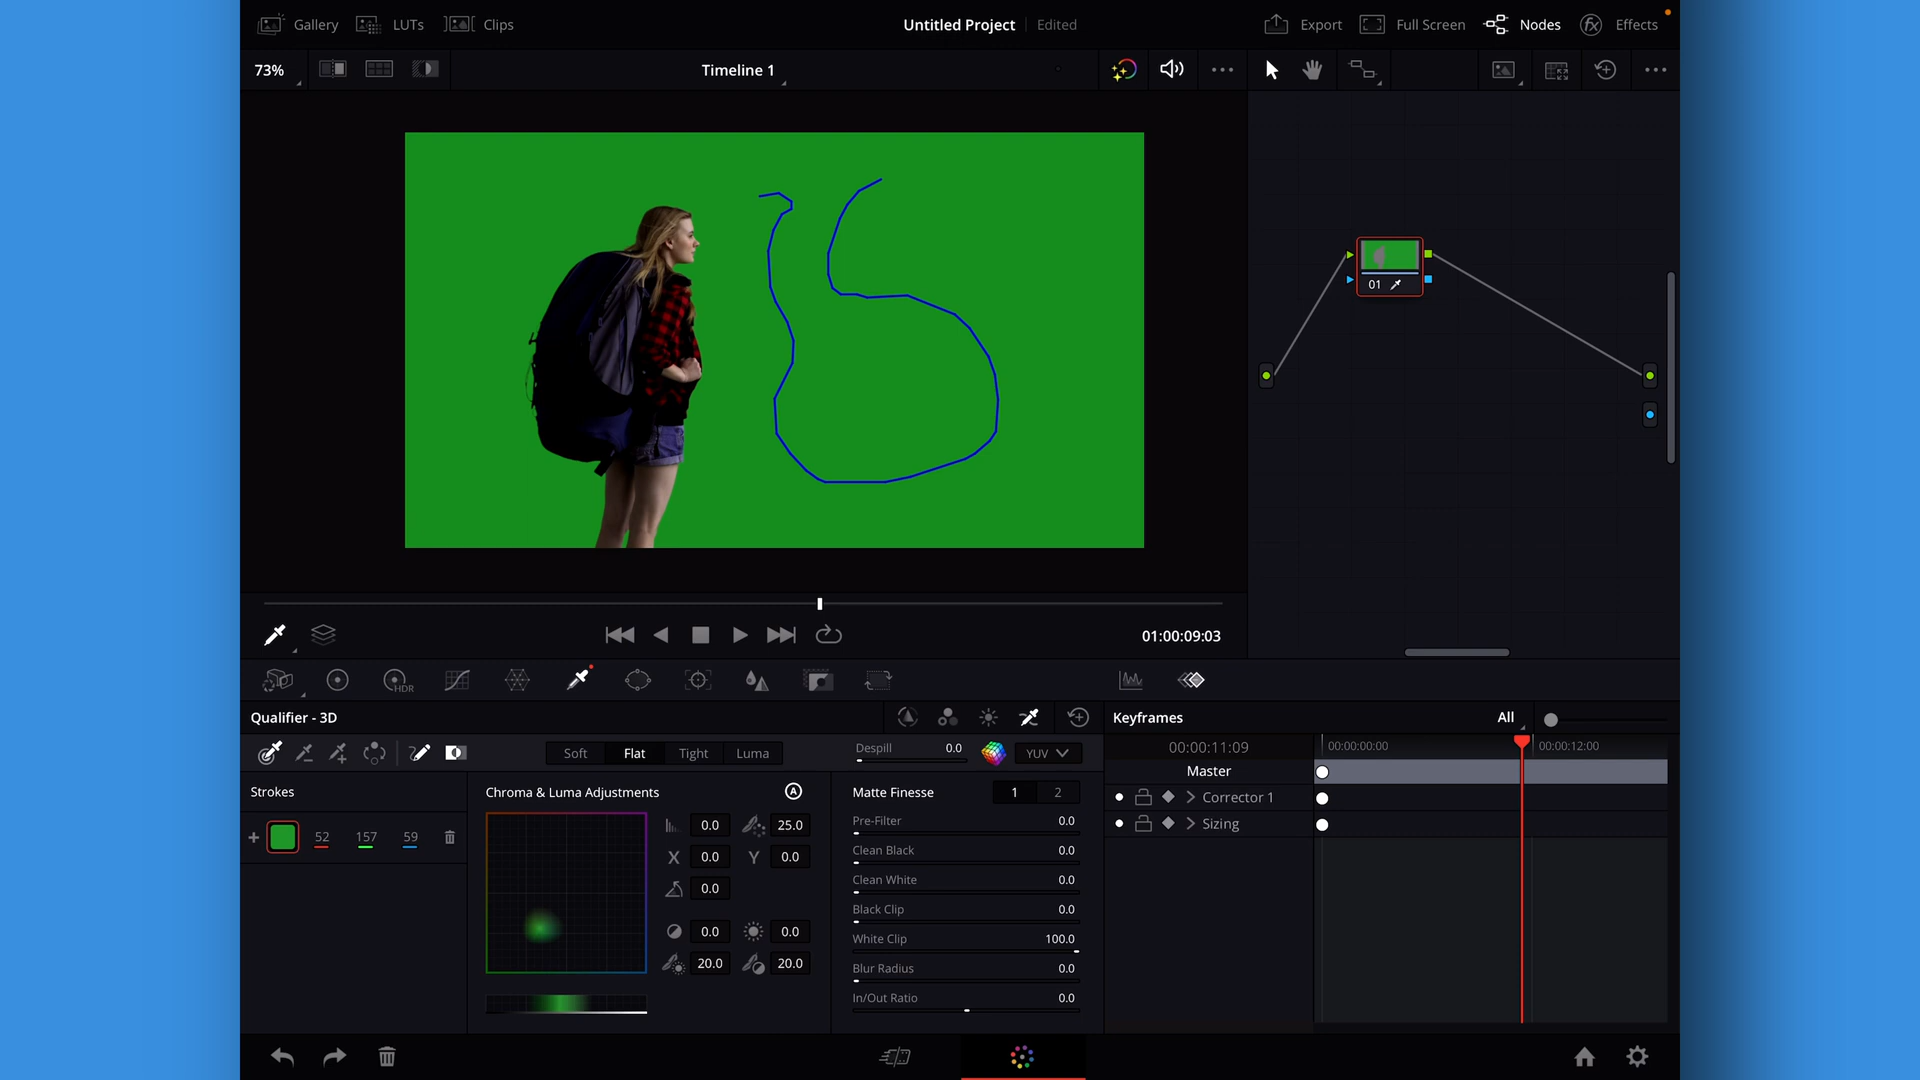 Gallery LUTs Clips Untitled Project Edited Export Full Screen Nodes Effects
73% Timeline 1
01
01:00:09:03
HDR
Qualifier - 3D Keyframes All
Soft Flat Tight Luma Despill 0.0 YUV 00:00:11:09 00:00:00:00 00:00:12:00
Master
Strokes Chroma & Luma Adjustments A Matte Finesse 1 2
Corrector 1
52 157 59 0.0 25.0 Pre-Filter 0.0 Sizing
X 0.0 Y 0.0 Clean Black 0.0
0.0 Clean White 0.0
Black Clip 0.0
0.0 0.0 White Clip 100.0
20.0 20.0 Blur Radius 0.0
In/Out Ratio 0.0